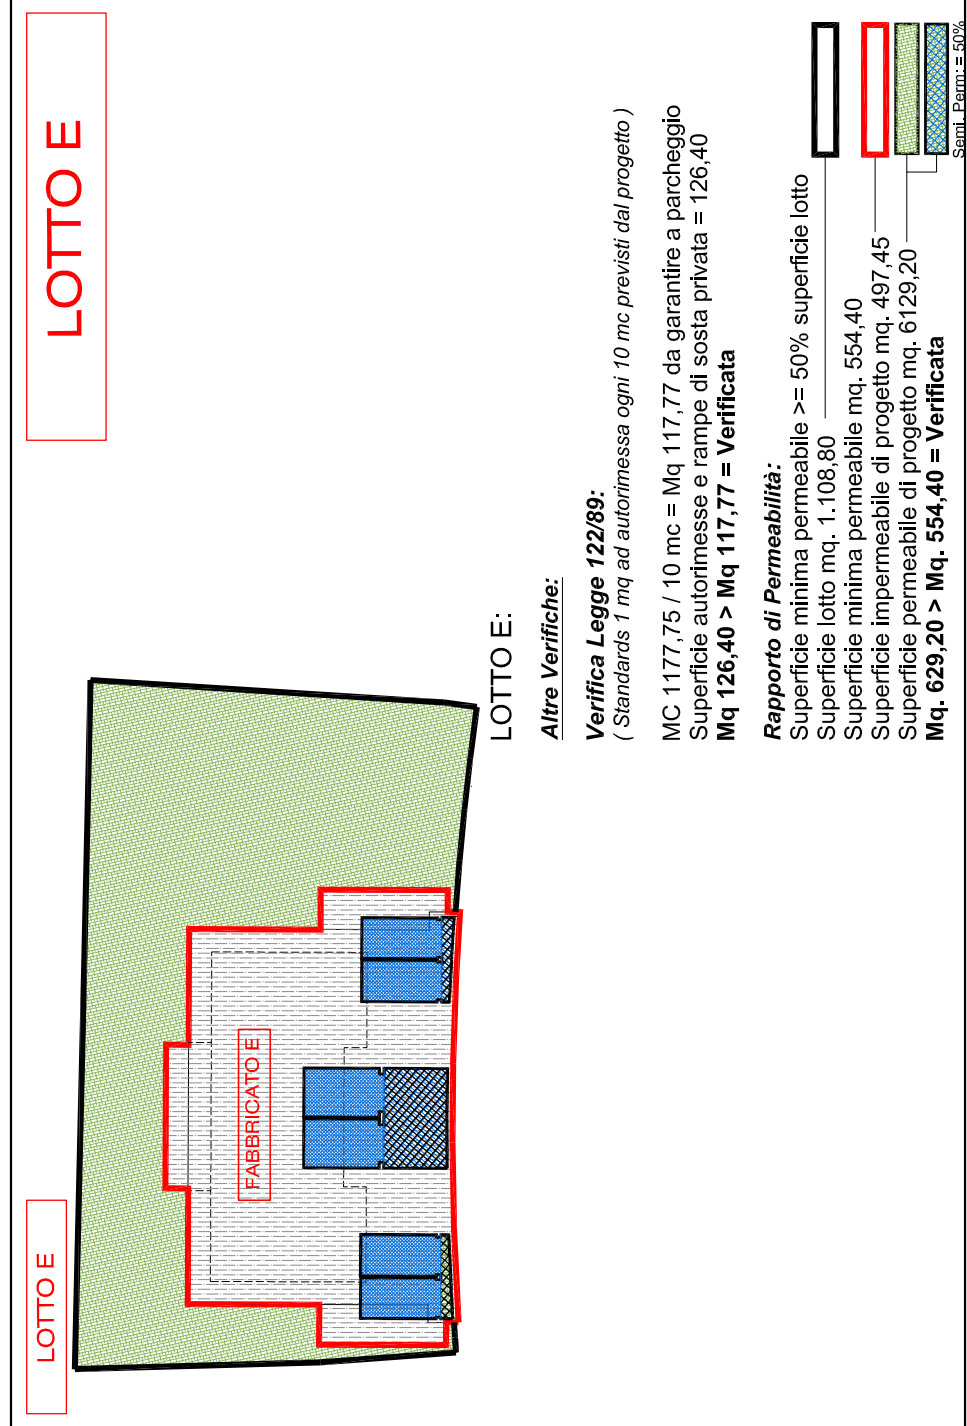 LOTTO E
LOTTO E
FABBRICATO E
LOTTO E:
Altre Verifiche:
Verifica Legge 122/89:
( Standards 1 mq ad autorimessa ogni 10 mc previsti dal progetto )
MC 1177,75 / 10 mc = Mq 117,77 da garantire a parcheggio
Superficie autorimesse e rampe di sosta privata = 126,40
Mq 126,40 > Mq 117,77 = Verificata
Rapporto di Permeabilità:
Superficie minima permeabile >= 50% superficie lotto
Superficie lotto mq. 1.108,80
Superficie minima permeabile mq. 554,40
Superficie impermeabile di progetto mq. 497,45
Superficie permeabile di progetto mq. 6129,20
Mq. 629,20 > Mq. 554,40 = Verificata
Semi. Perm: = 50%